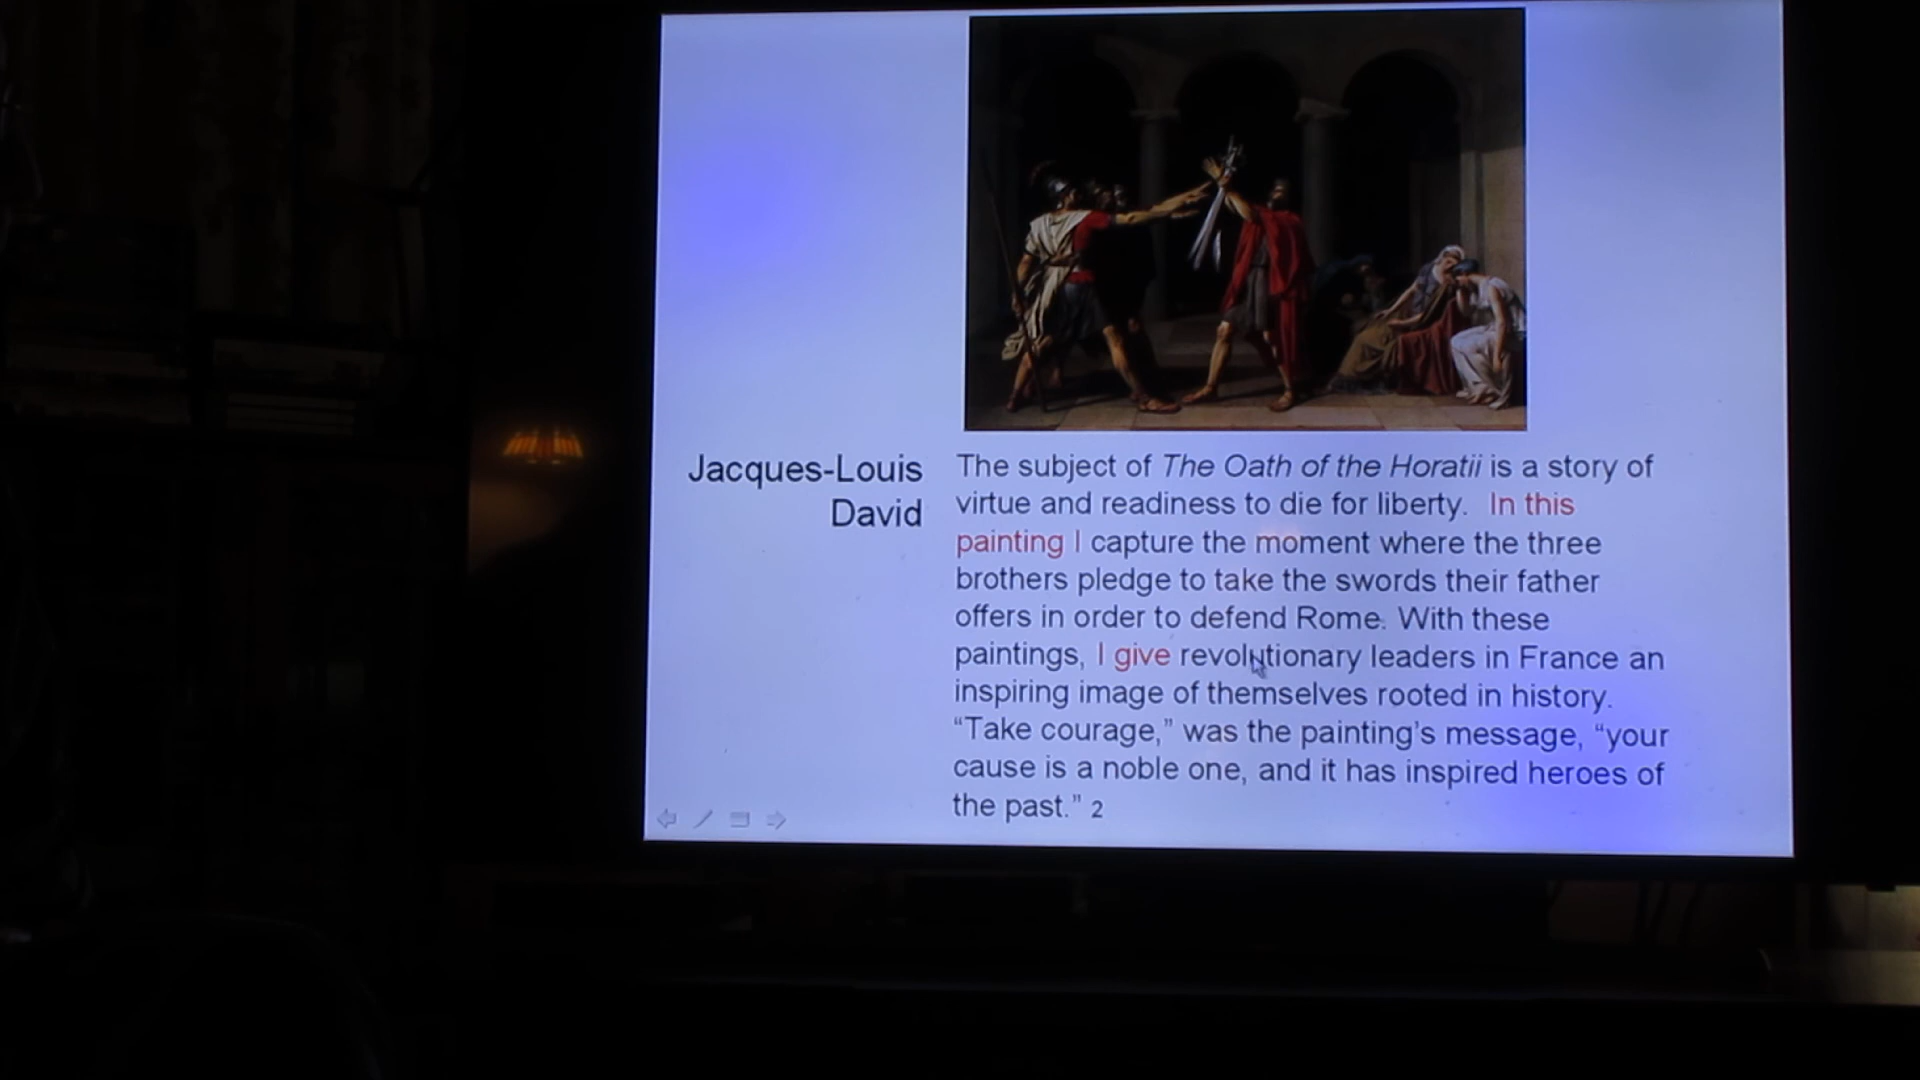 Jacques-Louis
David
The subject of The Oath of the Horatii is a story of
virtue and readiness to die for liberty. In this
painting I capture the moment where the three
brothers pledge to take the swords their father
offers in order to defend Rome. With these
paintings, I give revolutionary leaders in France an
inspiring image of themselves rooted in history.
“Take courage,” was the painting’s message, “your
cause is a noble one, and it has inspired heroes of
the past.” 2